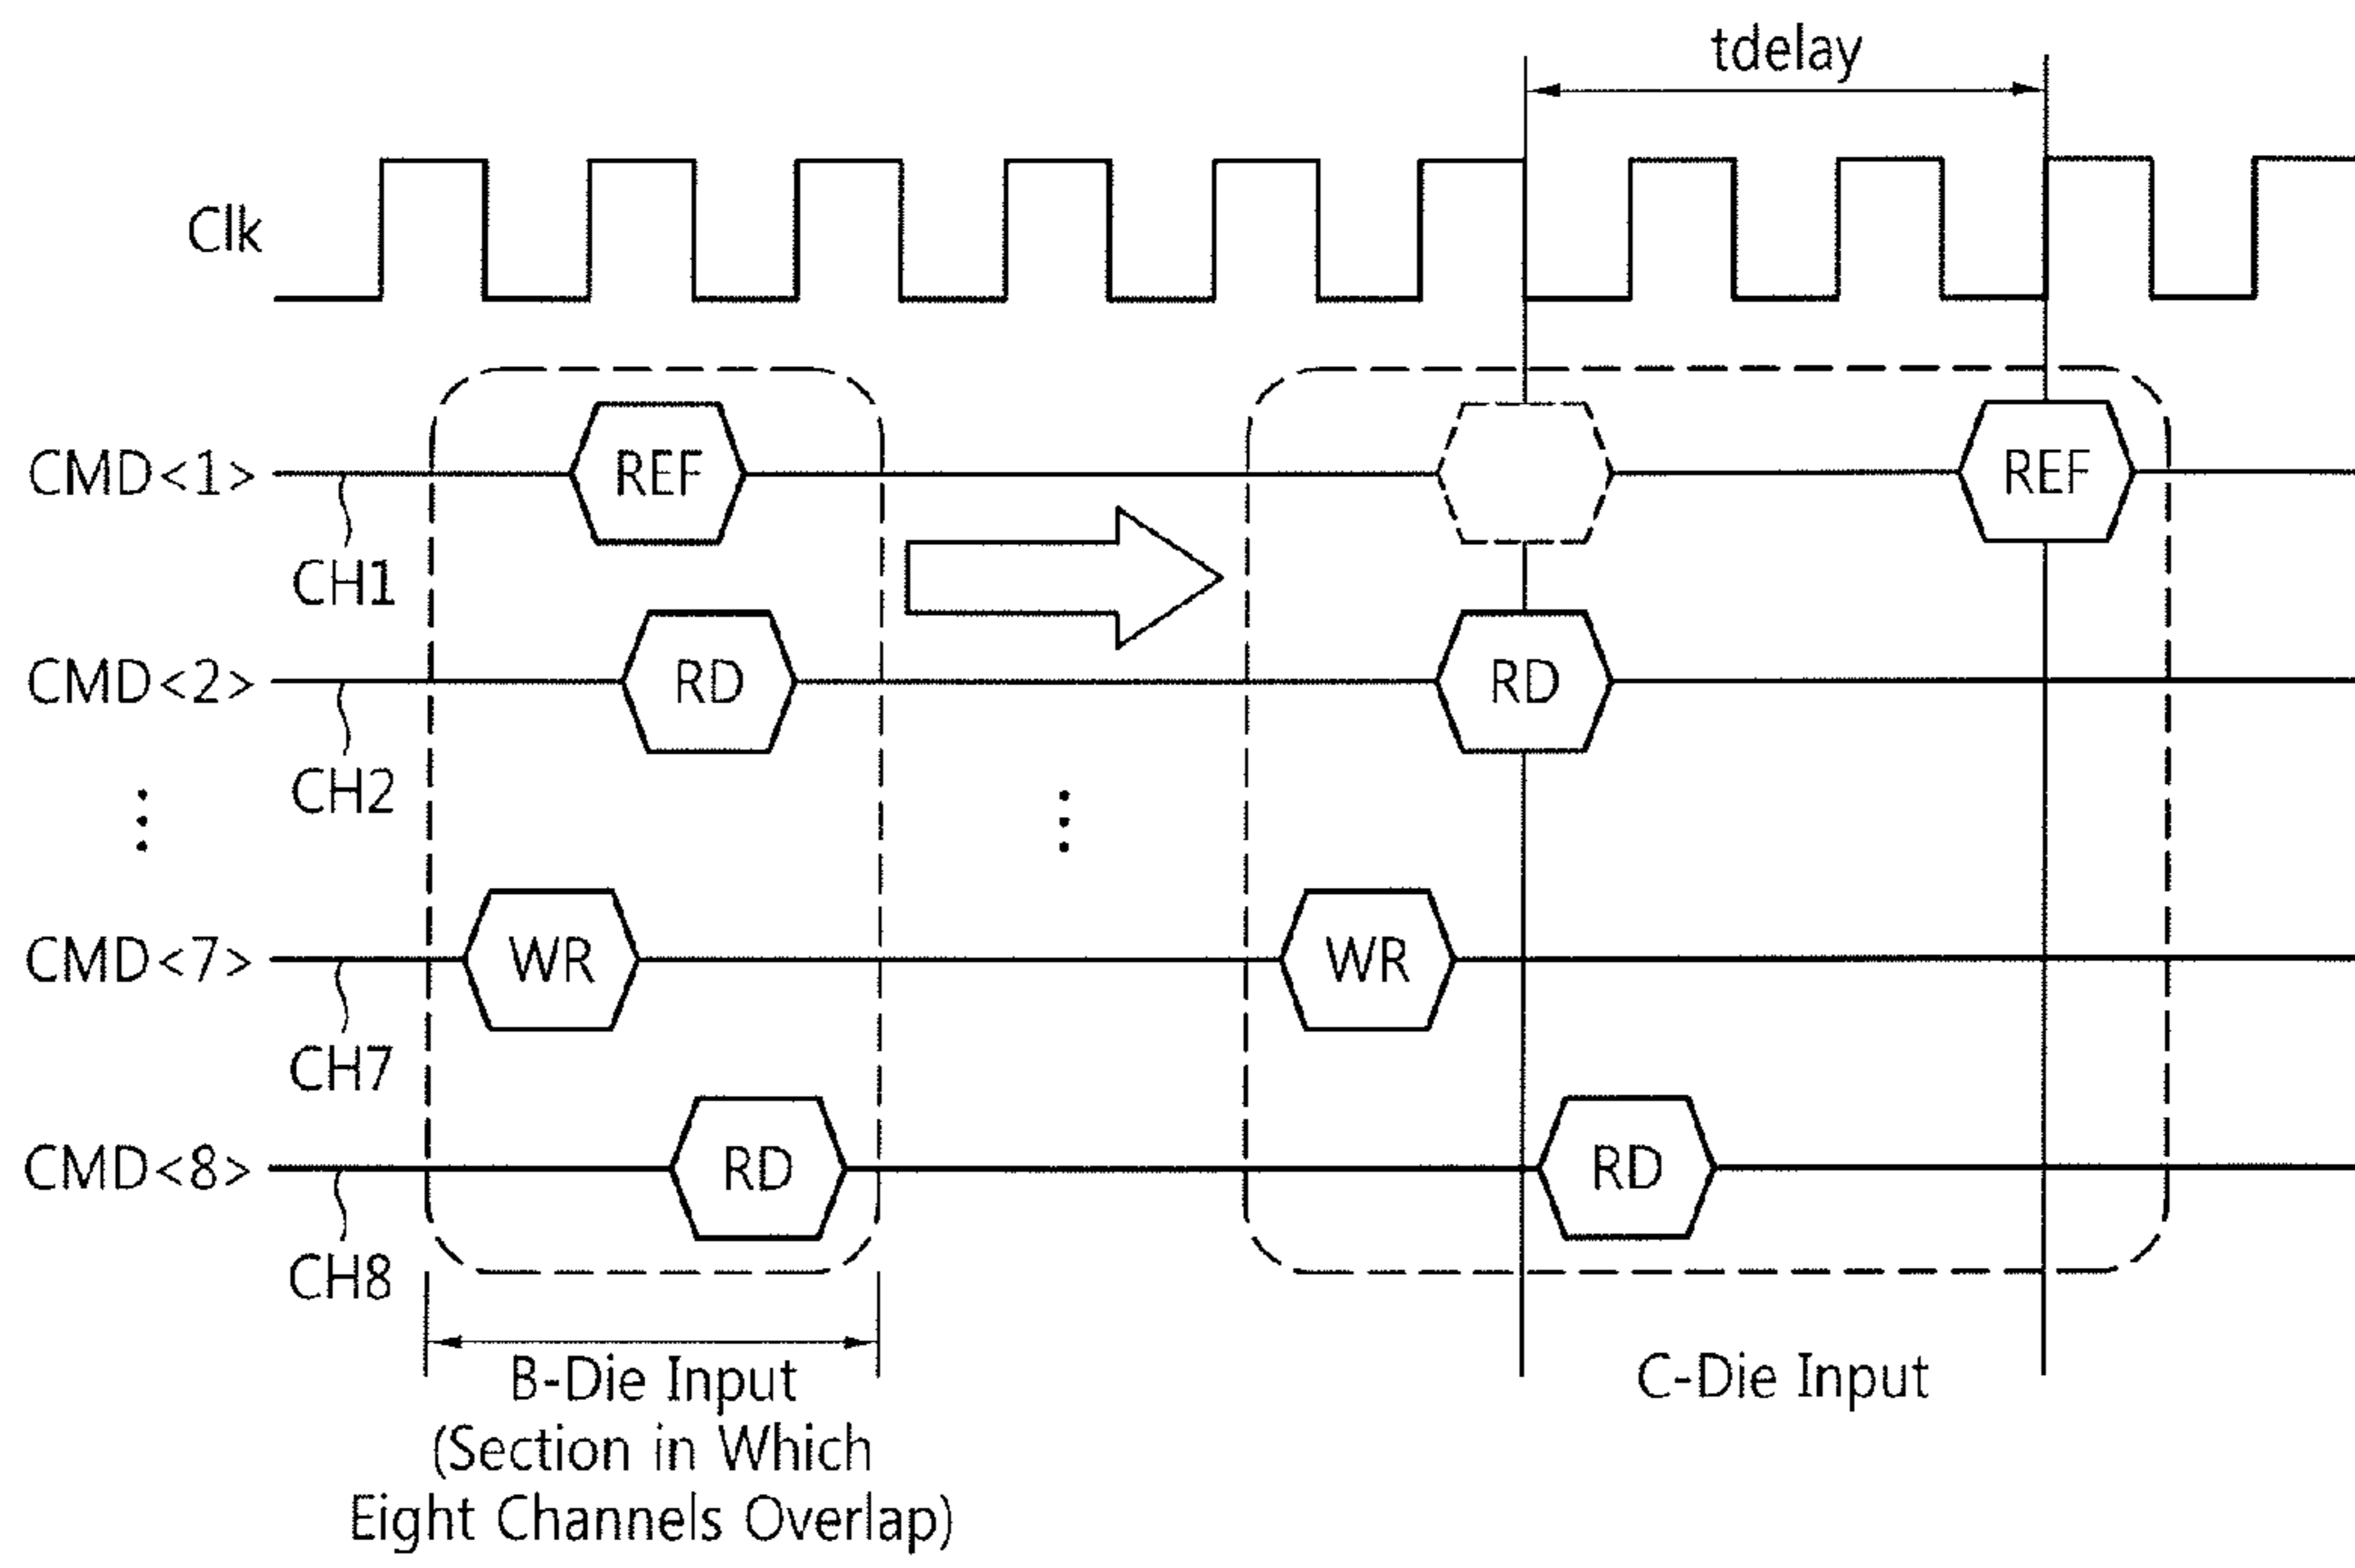 tdelay
Clk
CMD<1>
REF
REF
CH1
CMD<2>
RD
RD
CH2
CMD<7>
WR
WR
CH7
CMD<8>
RD
RD
CH8
B-Die Input
(Section in Which
Eight Channels Overlap)
C-Die Input